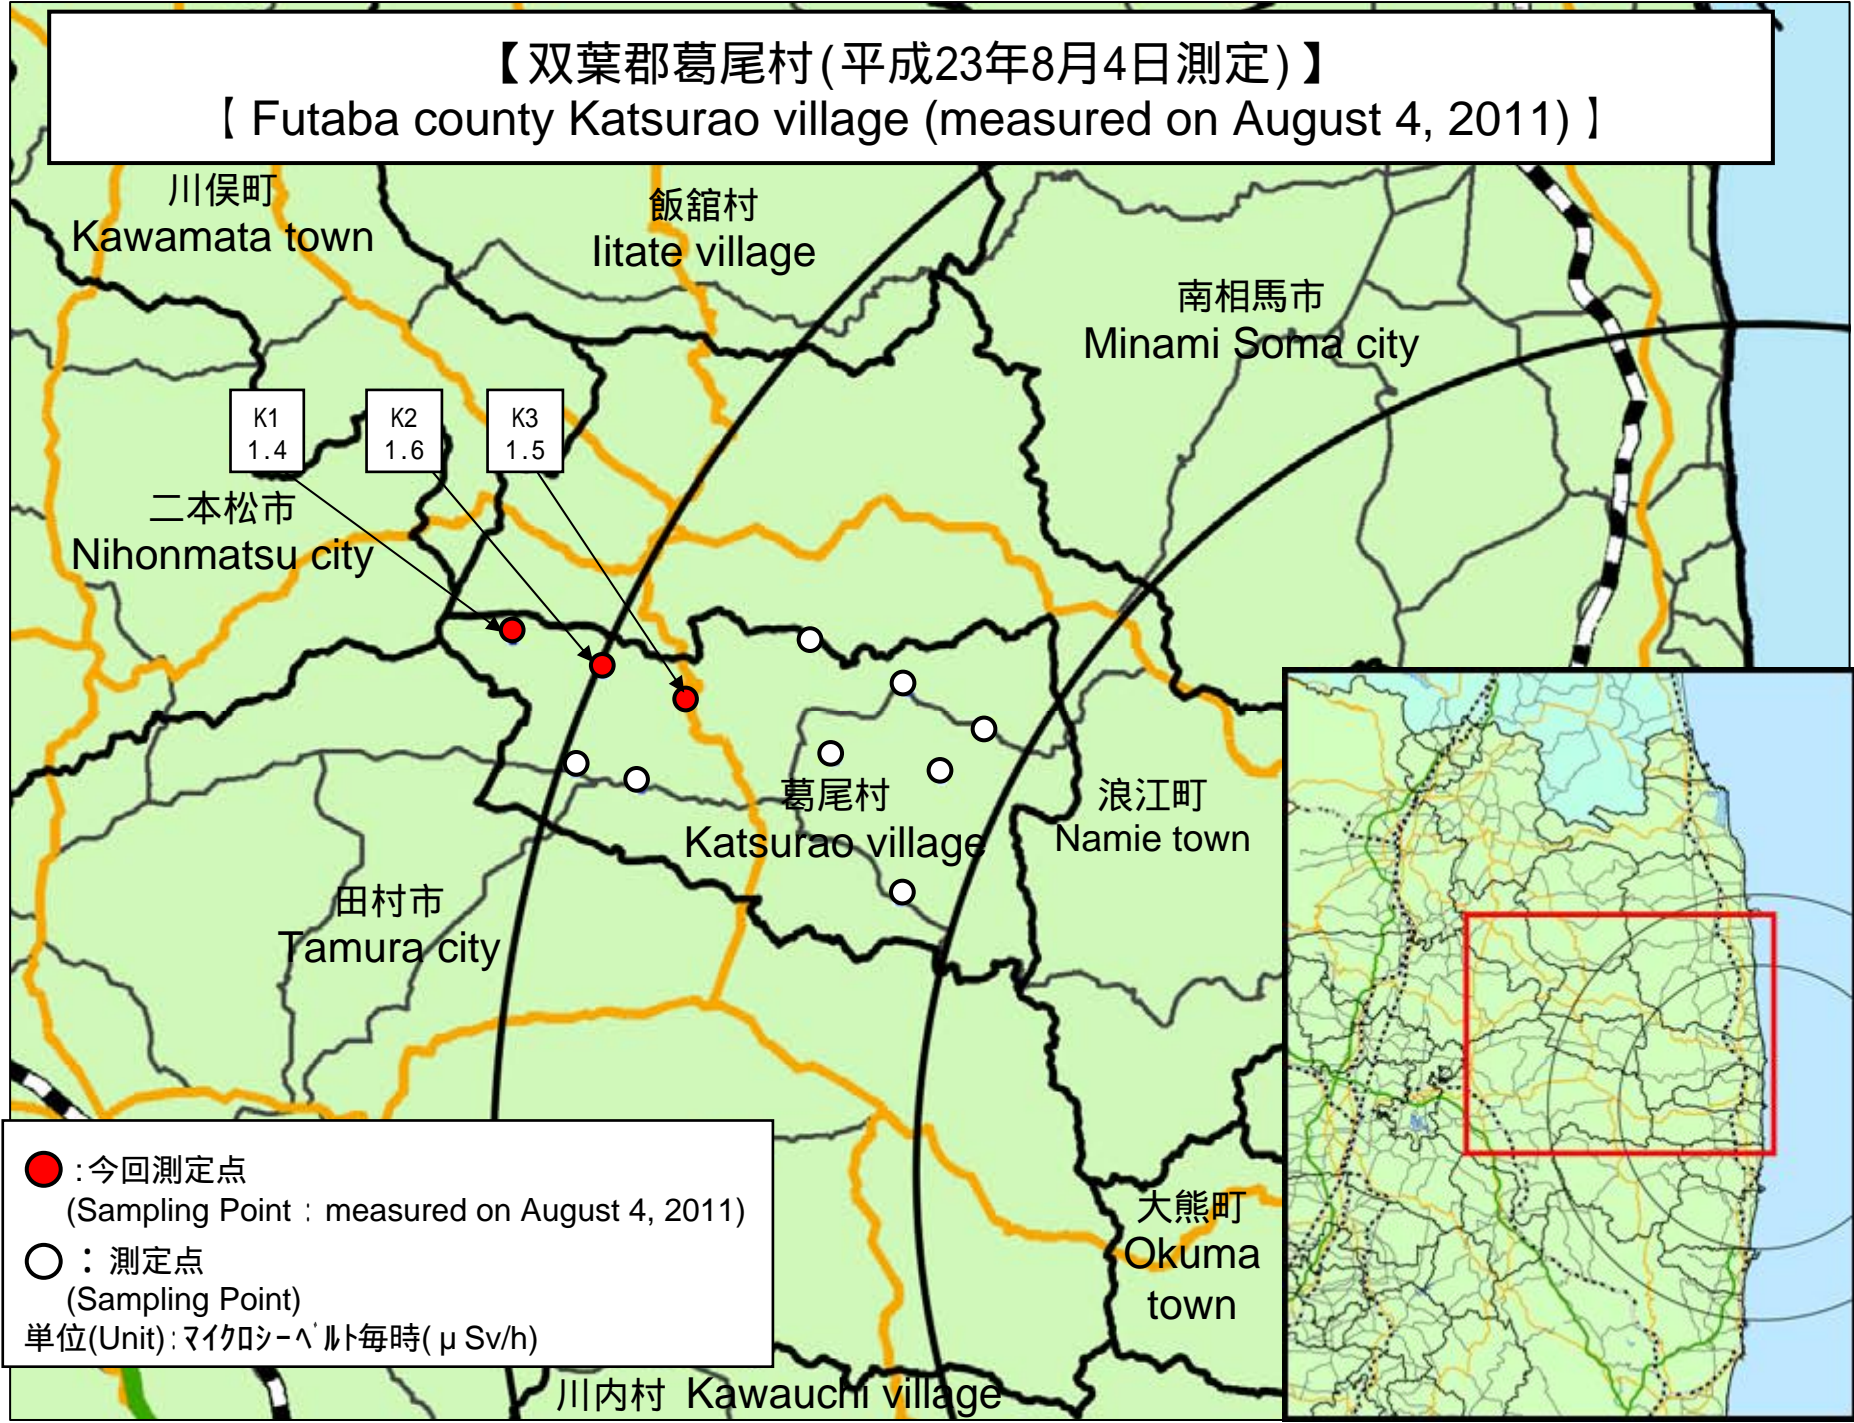 【双葉郡葛尾村(平成23年8月4日測定)】
【 Futaba county Katsurao village (measured on August 4, 2011) 】
川俣町
Kawamata town
飯舘村
Iitate village
南相馬市
Minami Soma city
K1
1.4
K2
1.6
K3
1.5
二本松市
Nihonmatsu city
葛尾村
Katsurao village
浪江町
Namie town
田村市
Tamura city
大熊町
Okuma
town
:今回測定点
(Sampling Point : measured on August 4, 2011)
: 測定点
(Sampling Point)
単位(Unit):ﾏｲｸﾛｼｰﾍﾞﾙﾄ毎時( μ Sv/h)
川内村 Kawauchi village